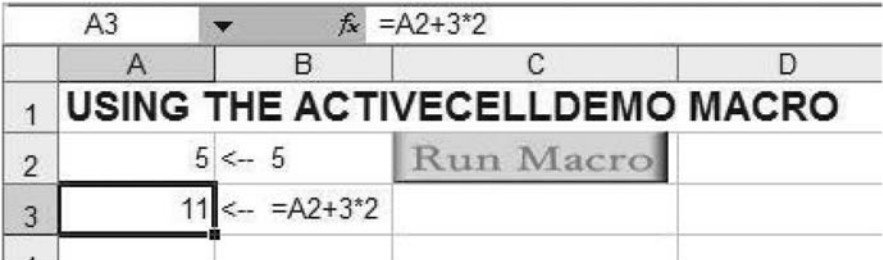 A3 fx =A2+3*2
A B C D
1 USING THE ACTIVECELLDEMO MACRO
2 5 <-- 5 Run Macro
3 11 <-- =A2+3*2